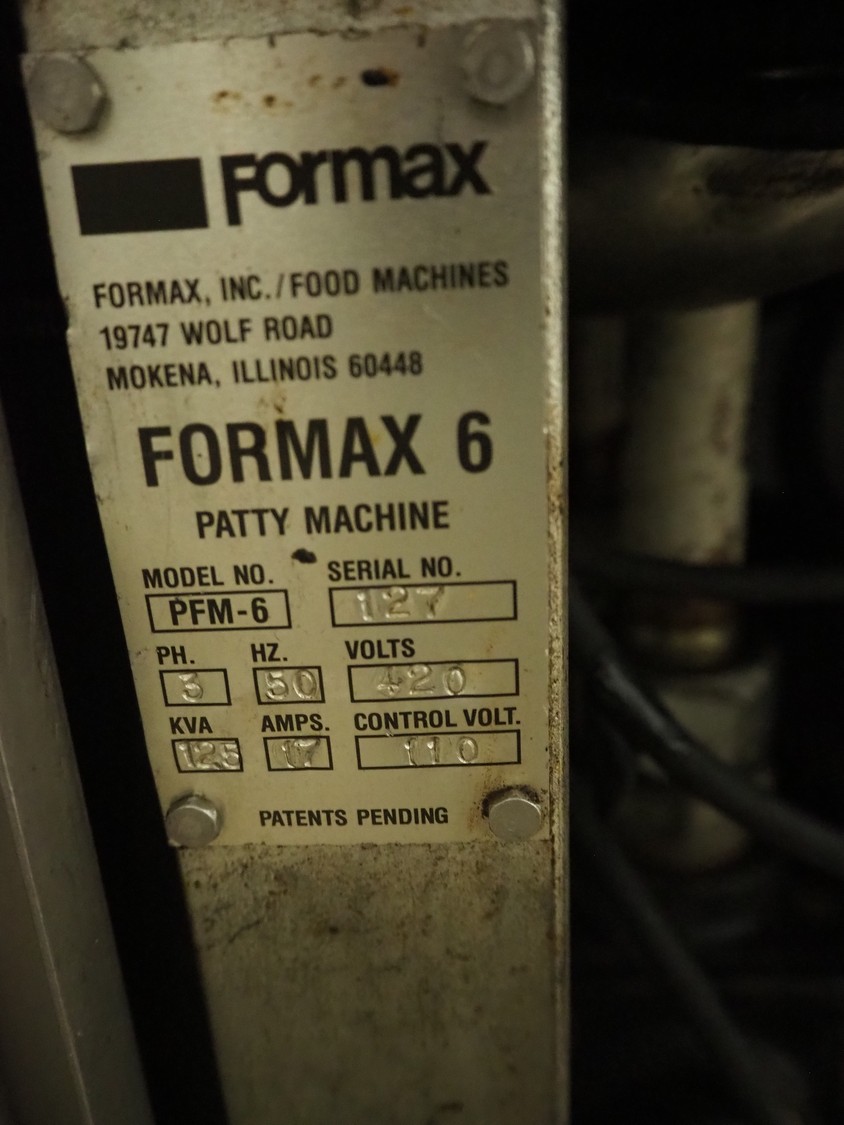 Formax
FORMAX, INC./FOOD MACHINES
19747 WOLF ROAD
MOKENA, ILLINOIS 60448
FORMAX 6
PATTY MACHINE
MODEL NO. SERIAL NO.
PFM-6 127
PH. HZ. VOLTS
3 50 420
KVA AMPS. CONTROL VOLT.
12.5 17 110
PATENTS PENDING